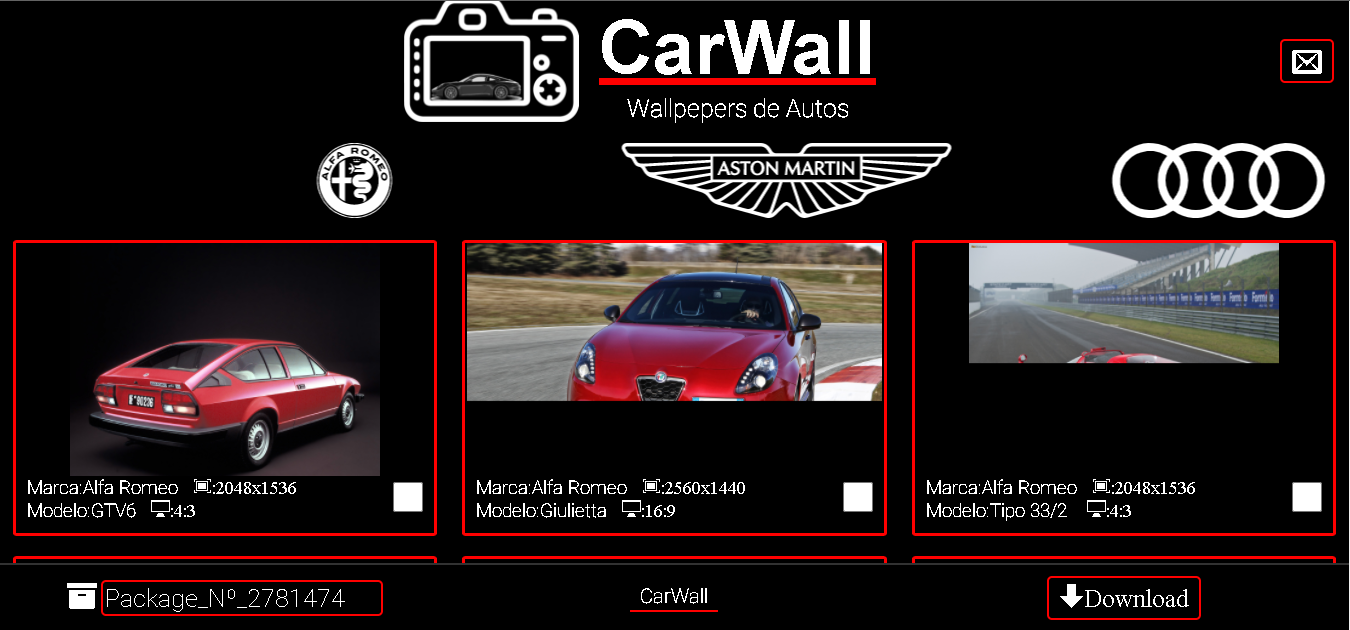 CarWall
Wallpepers de Autos
ALFA ROMEO
ASTON MARTIN
Marca:Alfa Romeo :2048x1536
Modelo:GTV6 :4:3
Marca:Alfa Romeo :2560x1440
Modelo:Giulietta :16:9
Marca:Alfa Romeo :2048x1536
Modelo:Tipo 33/2 :4:3
Package_Nº_2781474
CarWall
Download